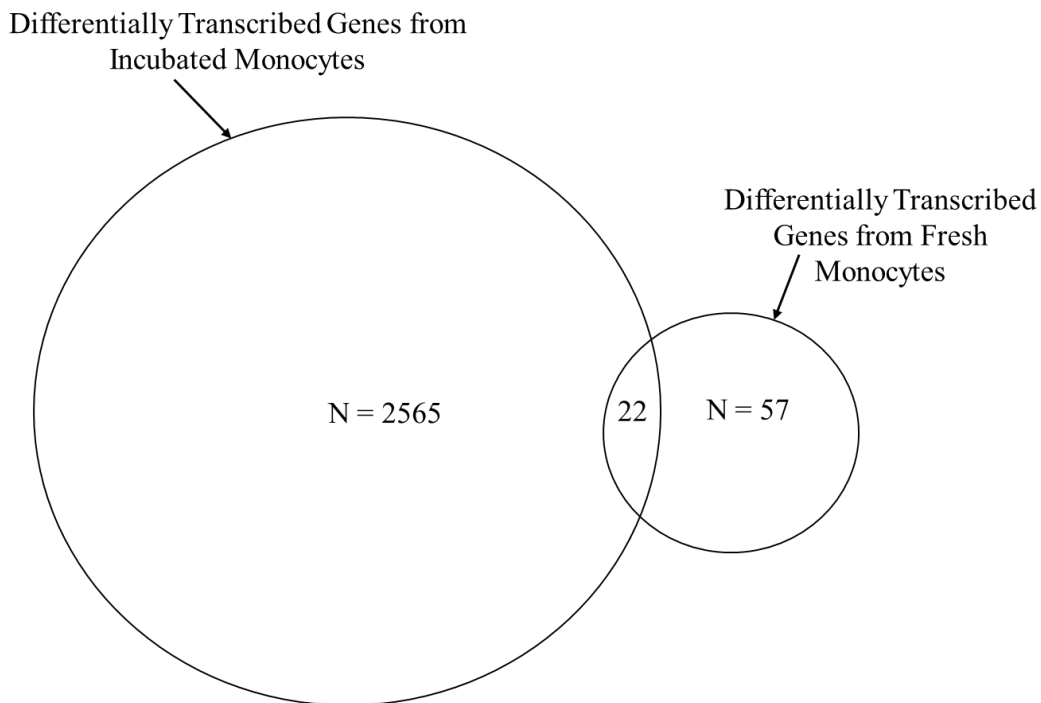 Differentially Transcribed Genes from
Incubated Monocytes
Differentially Transcribed
Genes from Fresh
Monocytes
N = 2565
22
N = 57